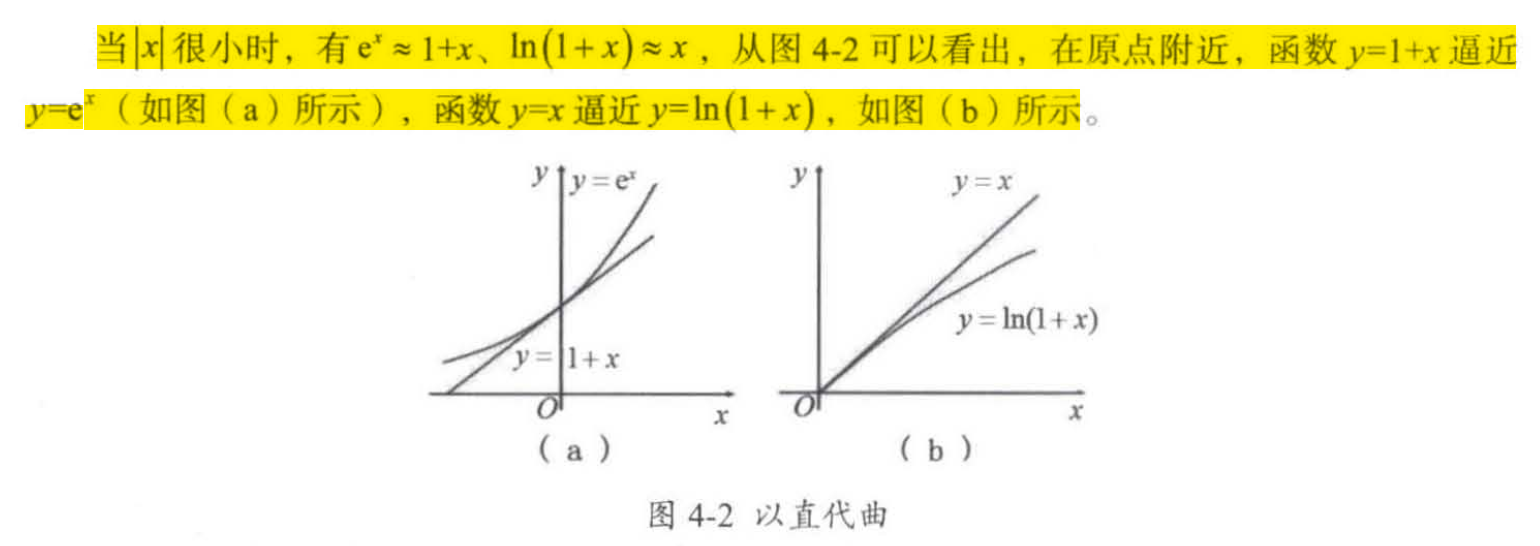 当|x|很小时，有 eˣ ≈ 1+x、ln(1+x) ≈ x，从图 4-2 可以看出，在原点附近，函数 y=1+x 逼近
y=eˣ（如图（a）所示），函数 y=x 逼近 y=ln(1+x)，如图（b）所示。
y y=eˣ
y=1+x
O x
（a）
y y=x
y=ln(1+x)
O x
（b）
图 4-2 以直代曲